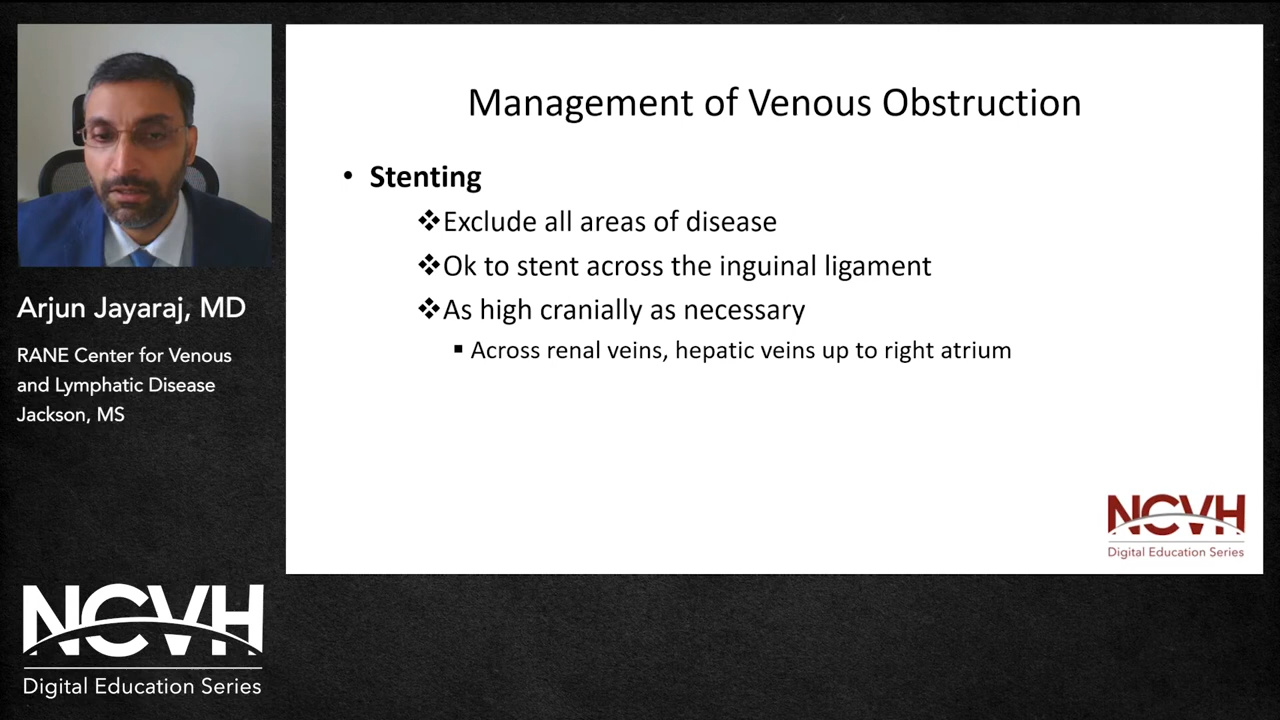 Arjun Jayaraj, MD
RANE Center for Venous
and Lymphatic Disease
Jackson, MS
NCVH
Digital Education Series
Management of Venous Obstruction
• Stenting
❖Exclude all areas of disease
❖Ok to stent across the inguinal ligament
❖As high cranially as necessary
▪ Across renal veins, hepatic veins up to right atrium
NCVH
Digital Education Series